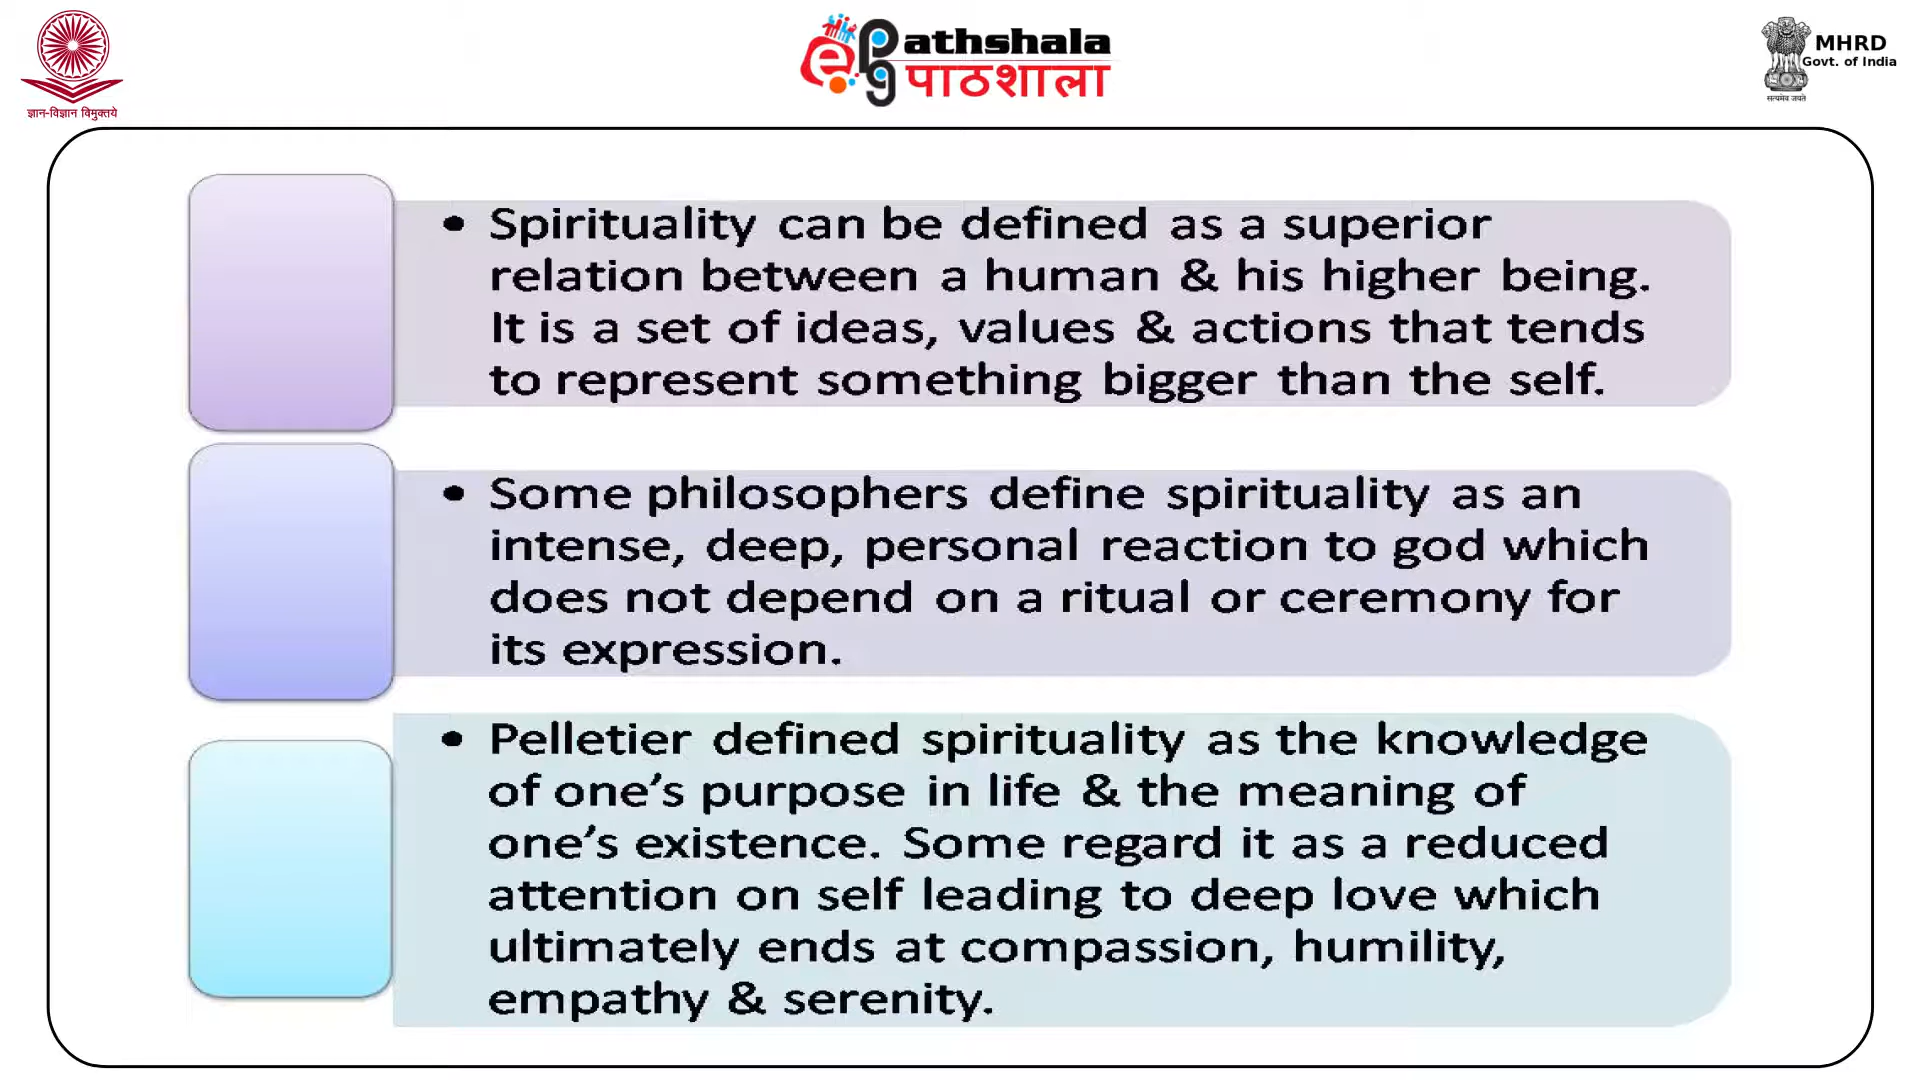 ज्ञान-विज्ञान विमुक्तये
ePG athshala
पाठशाला
MHRD
Govt. of India
सत्यमेव जयते
• Spirituality can be defined as a superior
relation between a human & his higher being.
It is a set of ideas, values & actions that tends
to represent something bigger than the self.
• Some philosophers define spirituality as an
intense, deep, personal reaction to god which
does not depend on a ritual or ceremony for
its expression.
• Pelletier defined spirituality as the knowledge
of one’s purpose in life & the meaning of
one’s existence. Some regard it as a reduced
attention on self leading to deep love which
ultimately ends at compassion, humility,
empathy & serenity.